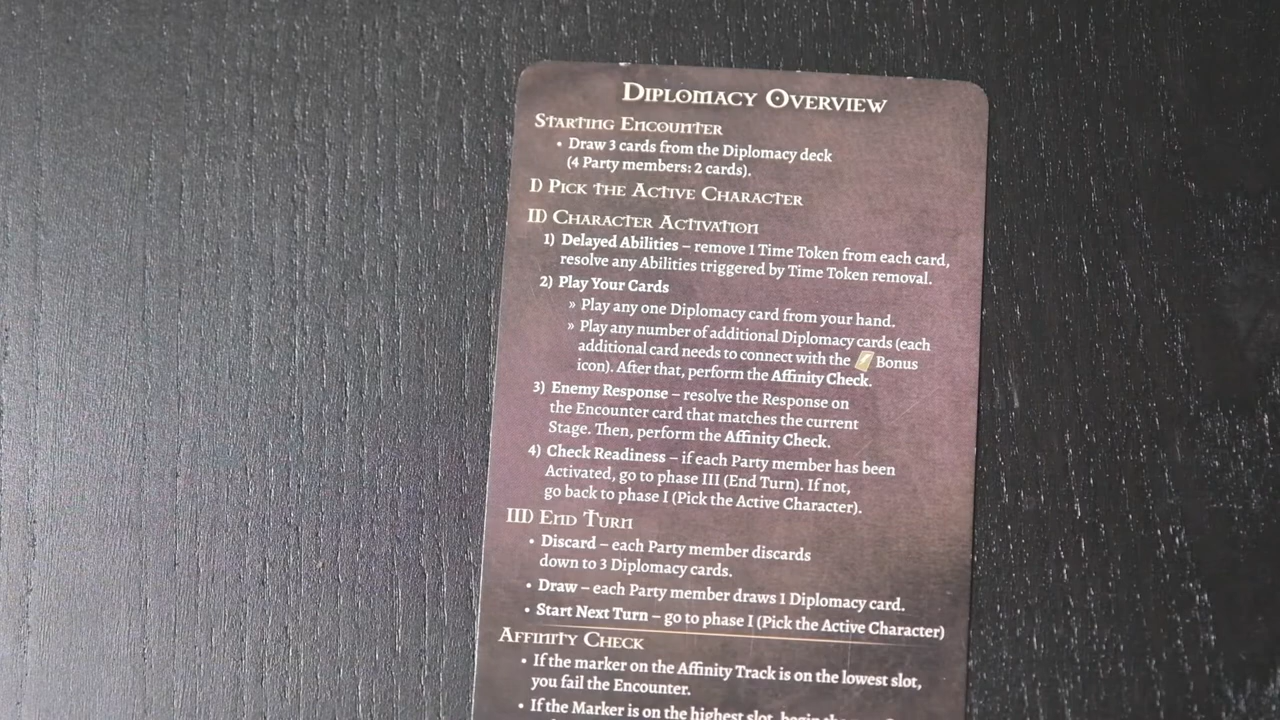 DIPLOMACY OVERVIEW
STARTING ENCOUNTER
• Draw 3 cards from the Diplomacy deck
(4 Party members: 2 cards).
I) PICK THE ACTIVE CHARACTER
II) CHARACTER ACTIVATION
1) Delayed Abilities – remove 1 Time Token from each card,
resolve any Abilities triggered by Time Token removal.
2) Play Your Cards
» Play any one Diplomacy card from your hand.
» Play any number of additional Diplomacy cards (each
additional card needs to connect with the Bonus
icon). After that, perform the Affinity Check.
3) Enemy Response – resolve the Response on
the Encounter card that matches the current
Stage. Then, perform the Affinity Check.
4) Check Readiness – if each Party member has been
Activated, go to phase III (End Turn). If not,
go back to phase I (Pick the Active Character).
III) END TURN
• Discard – each Party member discards
down to 3 Diplomacy cards.
• Draw – each Party member draws 1 Diplomacy card.
• Start Next Turn – go to phase I (Pick the Active Character)
AFFINITY CHECK
• If the marker on the Affinity Track is on the lowest slot,
you fail the Encounter.
• If the Marker is on the highest slot, begin